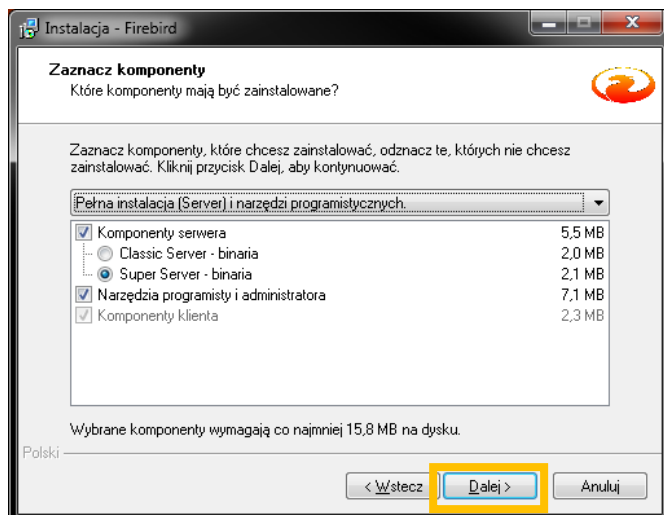 Instalacja - Firebird
Zaznacz komponenty
Które komponenty mają być zainstalowane?
Zaznacz komponenty, które chcesz zainstalować, odznacz te, których nie chcesz
zainstalować. Kliknij przycisk Dalej, aby kontynuować.
Pełna instalacja (Server) i narzędzi programistycznych.
Komponenty serwera 5,5 MB
Classic Server - binaria 2,0 MB
Super Server - binaria 2,1 MB
Narzędzia programisty i administratora 7,1 MB
Komponenty klienta 2,3 MB
Wybrane komponenty wymagają co najmniej 15,8 MB na dysku.
Polski
< Wstecz Dalej > Anuluj